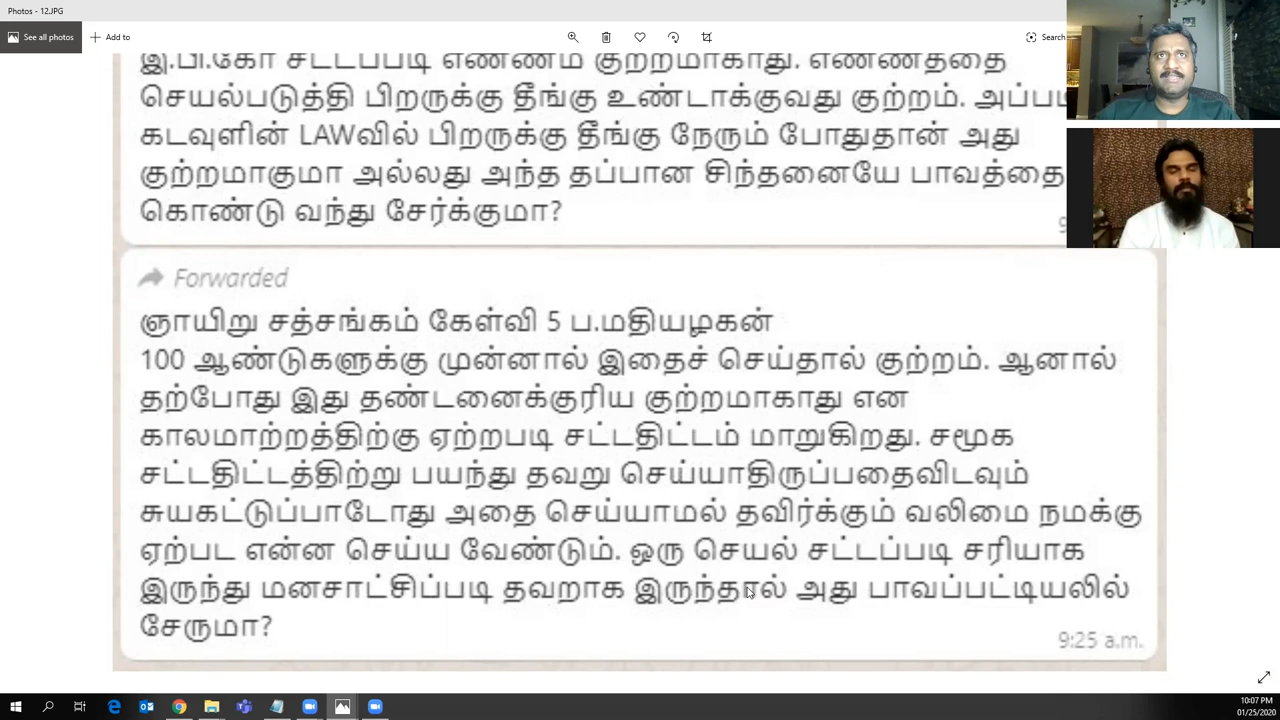 Photos - 12.JPG
See all photos
Add to
Search
இ.பி.கோ சட்டப்படி எண்ணம் குற்றமாகாது. எண்ணத்தை
செயல்படுத்தி பிறருக்கு தீங்கு உண்டாக்குவது குற்றம்.
கடவுளின் LAWவில் பிறருக்கு தீங்கு நேரும் போதுதான் அது
குற்றமாகுமா அல்லது அந்த தப்பான சிந்தனையே பாவத்தை
கொண்டு வந்து சேர்க்குமா?
Forwarded
ஞாயிறு சத்சங்கம் கேள்வி 5 ப.மதியழகன்
100 ஆண்டுகளுக்கு முன்னால் இதைச் செய்தால் குற்றம். ஆனால்
தற்போது இது தண்டனைக்குரிய குற்றமாகாது என
காலமாற்றத்திற்கு ஏற்றபடி சட்டதிட்டம் மாறுகிறது. சமூக
சட்டதிட்டத்திற்று பயந்து தவறு செய்யாதிருப்பதைவிடவும்
சுயகட்டுப்பாடோது அதை செய்யாமல் தவிர்க்கும் வலிமை நமக்கு
ஏற்பட என்ன செய்ய வேண்டும். ஒரு செயல் சட்டப்படி சரியாக
இருந்து மனசாட்சிப்படி தவறாக இருந்தால் அது பாவப்பட்டியலில்
சேருமா?
9:25 a.m.
10:07 PM
01/25/2020